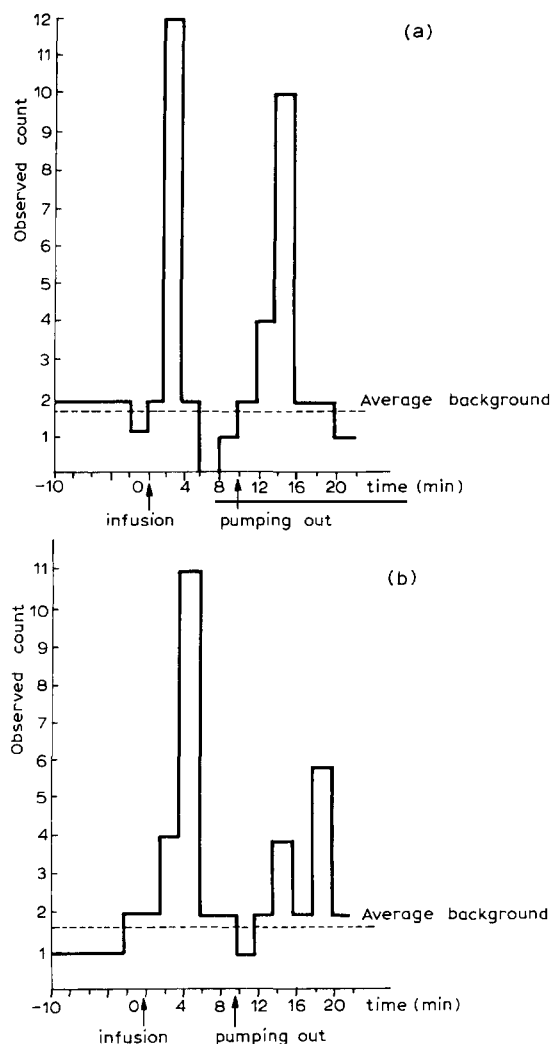 (a)
Observed count
12
11
10
9
8
7
6
5
4
3
2
1
Average background
-10 0 4 8 12 16 20 time (min)
infusion pumping out
(b)
Observed count
11
10
9
8
7
6
5
4
3
2
1
Average background
-10 0 4 8 12 16 20 time (min)
infusion pumping out